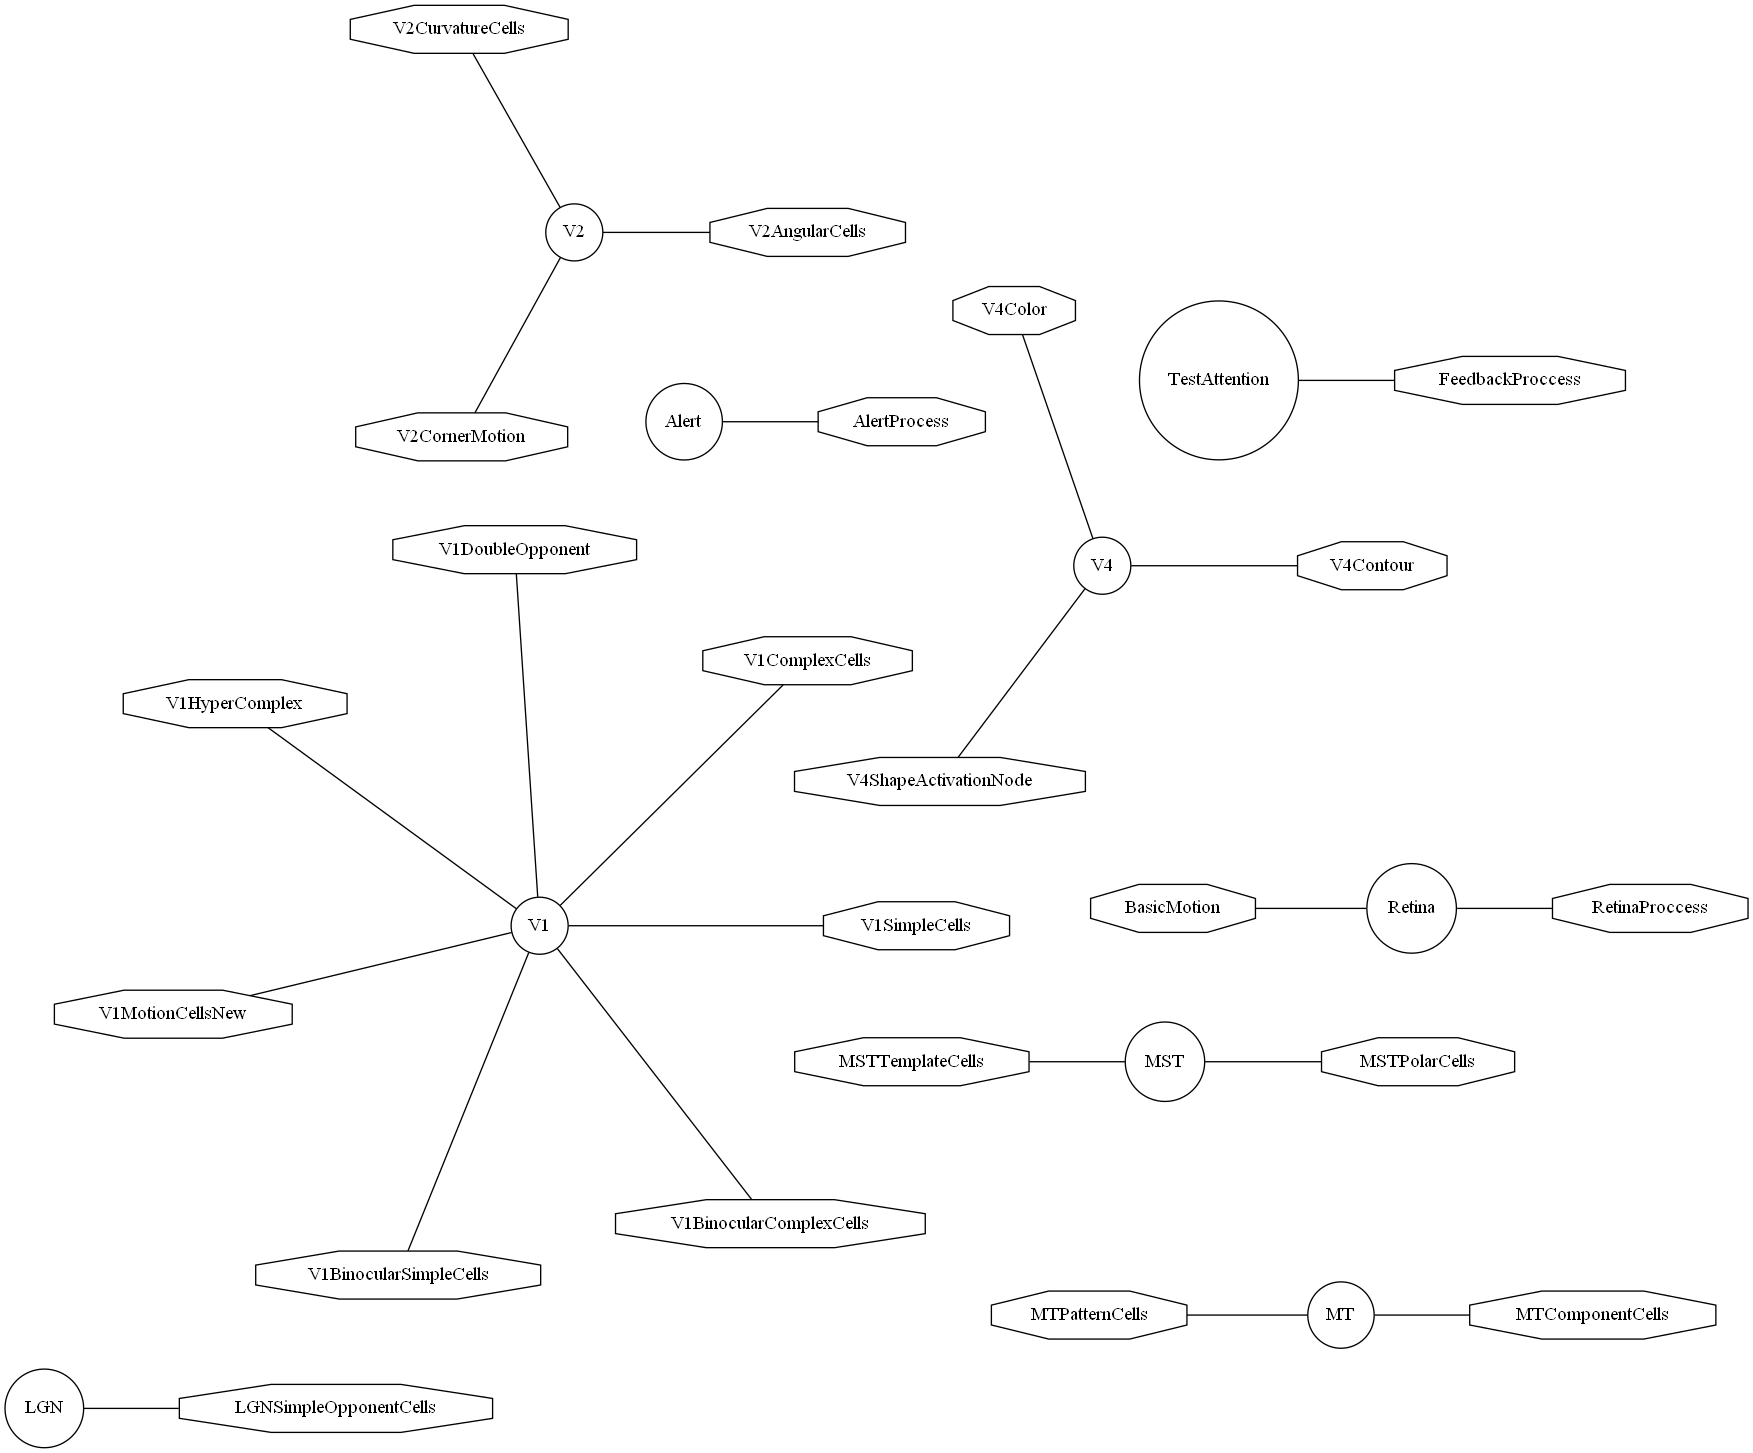 V2CurvatureCells
V2
V2AngularCells
V4Color
TestAttention
FeedbackProccess
Alert
AlertProcess
V2CornerMotion
V1DoubleOpponent
V4
V4Contour
V1ComplexCells
V1HyperComplex
V4ShapeActivationNode
BasicMotion
Retina
RetinaProccess
V1
V1SimpleCells
V1MotionCellsNew
MSTTemplateCells
MST
MSTPolarCells
V1BinocularComplexCells
V1BinocularSimpleCells
MTPatternCells
MT
MTComponentCells
LGN
LGNSimpleOpponentCells